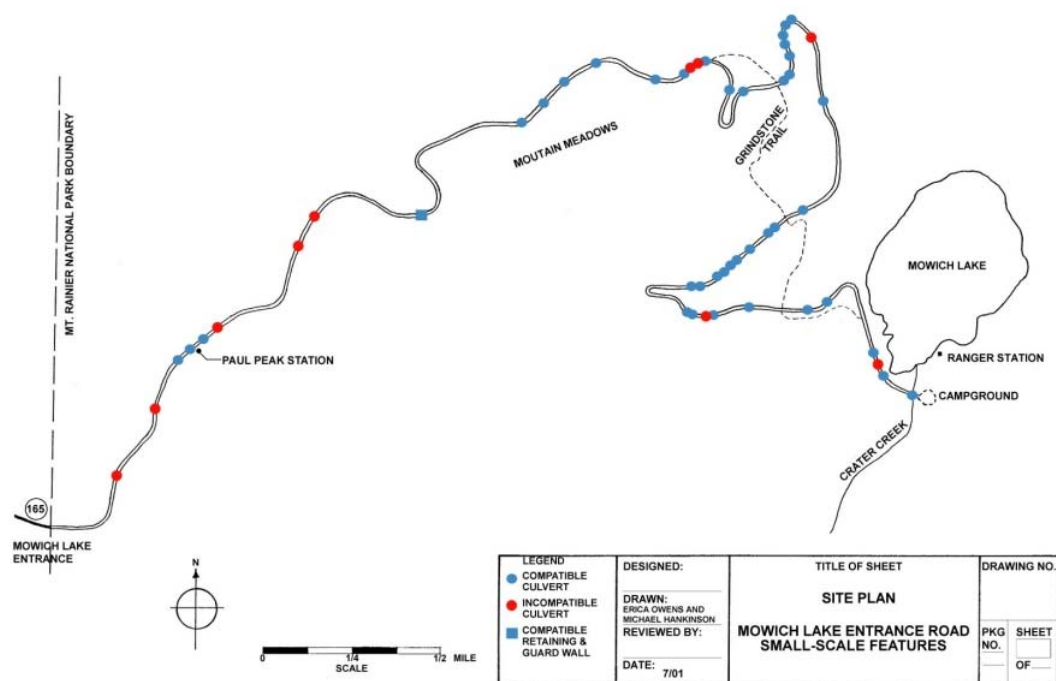 MT. RAINIER NATIONAL PARK BOUNDARY
MOUTAIN MEADOWS
GRINDSTONE
TRAIL
MOWICH LAKE
RANGER STATION
PAUL PEAK STATION
CAMPGROUND
CRATER CREEK
165
MOWICH LAKE
ENTRANCE
N
0 1/4 1/2 MILE
SCALE
LEGEND
COMPATIBLE
CULVERT
INCOMPATIBLE
CULVERT
COMPATIBLE
RETAINING &
GUARD WALL
DESIGNED:
DRAWN:
ERICA OWENS AND
MICHAEL HANKINSON
REVIEWED BY:
DATE: 7/01
TITLE OF SHEET
SITE PLAN
MOWICH LAKE ENTRANCE ROAD
SMALL-SCALE FEATURES
DRAWING NO.
PKG
NO.
SHEET
OF